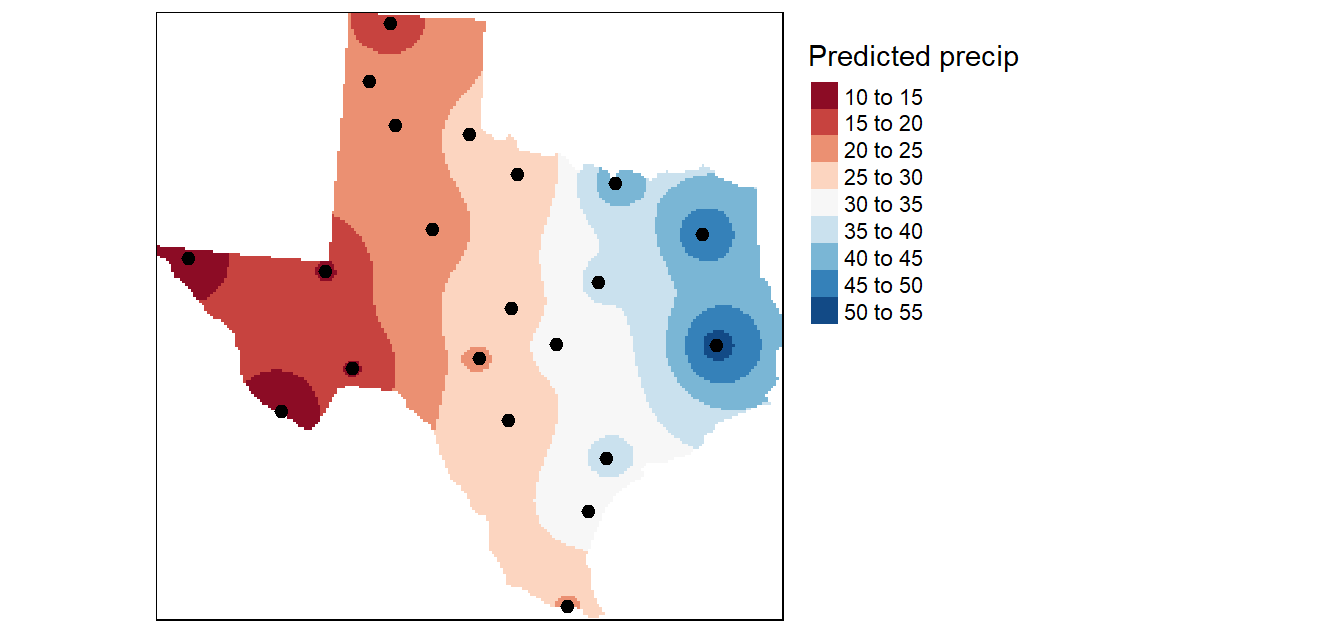 Predicted precip
10 to 15
15 to 20
20 to 25
25 to 30
30 to 35
35 to 40
40 to 45
45 to 50
50 to 55